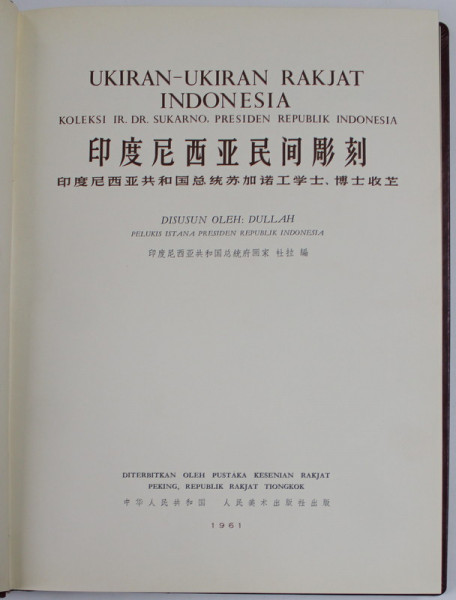 UKIRAN-UKIRAN RAKJAT
INDONESIA
KOLEKSI IR. DR. SUKARNO, PRESIDEN REPUBLIK INDONESIA
印度尼西亚民间彫刻
印度尼西亚共和国总统苏加诺工学士、博士收芷
DISUSUN OLEH: DULLAH
PELUKIS ISTANA PRESIDEN REPUBLIK INDONESIA
印度尼西亚共和国总统府画家 杜拉 編
DITERBITKAN OLEH PUSTAKA KESENIAN RAKJAT
PEKING, REPUBLIK RAKJAT TIONGKOK
中华人民共和国 人民美术出版社出版
1961